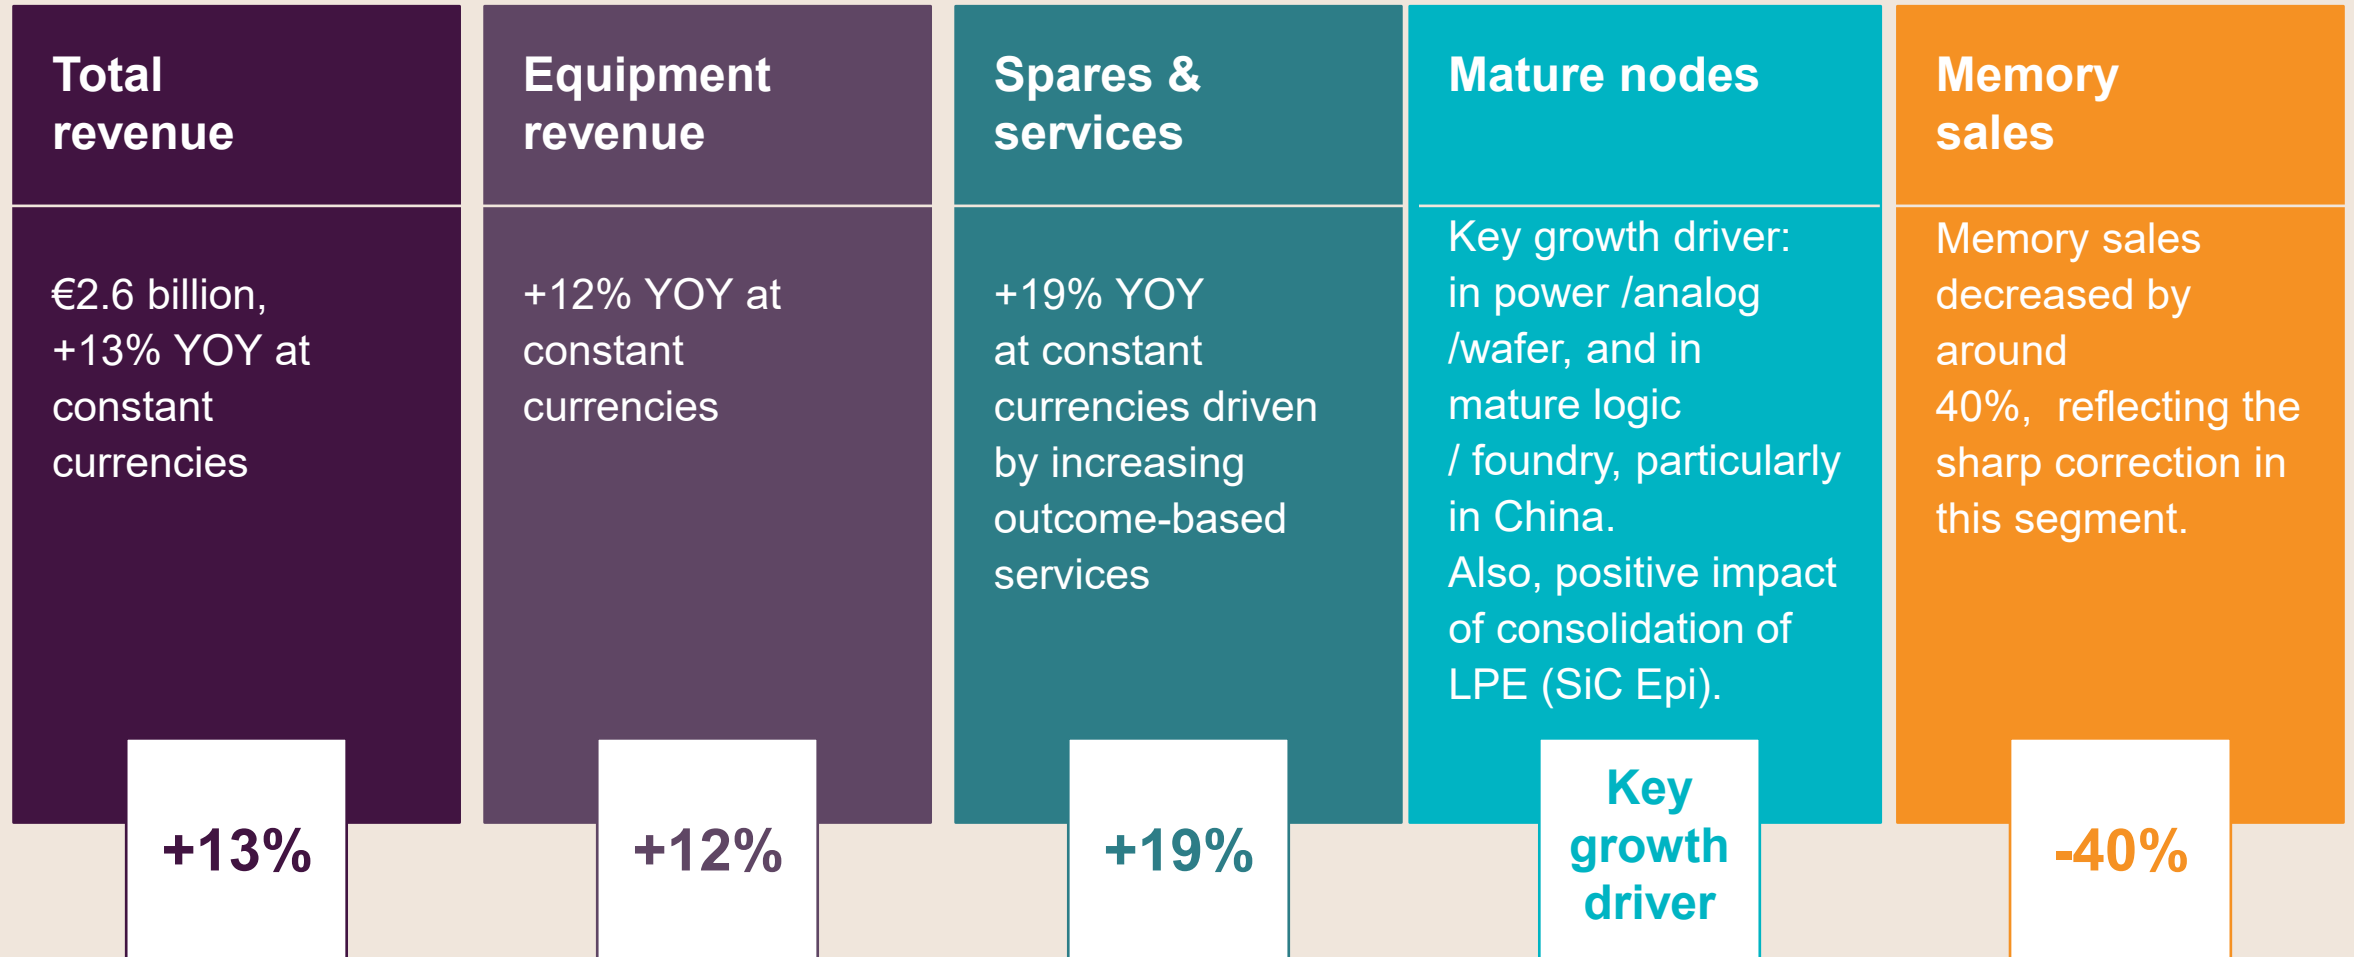 Total
revenue
€2.6 billion,
+13% YOY at
constant
currencies
+13%
Equipment
revenue
+12% YOY at
constant
currencies
+12%
Spares &
services
+19% YOY
at constant
currencies driven
by increasing
outcome-based
services
+19%
Mature nodes
Key growth driver:
in power /analog
/wafer, and in
mature logic
/ foundry, particularly
in China.
Also, positive impact
of consolidation of
LPE (SiC Epi).
Key
growth
driver
Memory
sales
Memory sales
decreased by
around
40%,  reflecting the
sharp correction in
this segment.
-40%